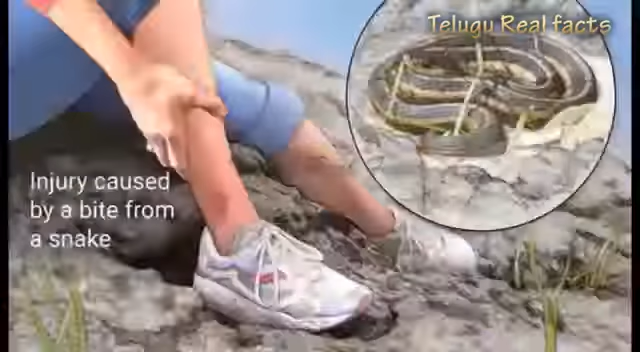 Telugu Real facts
Injury caused
by a bite from
a snake